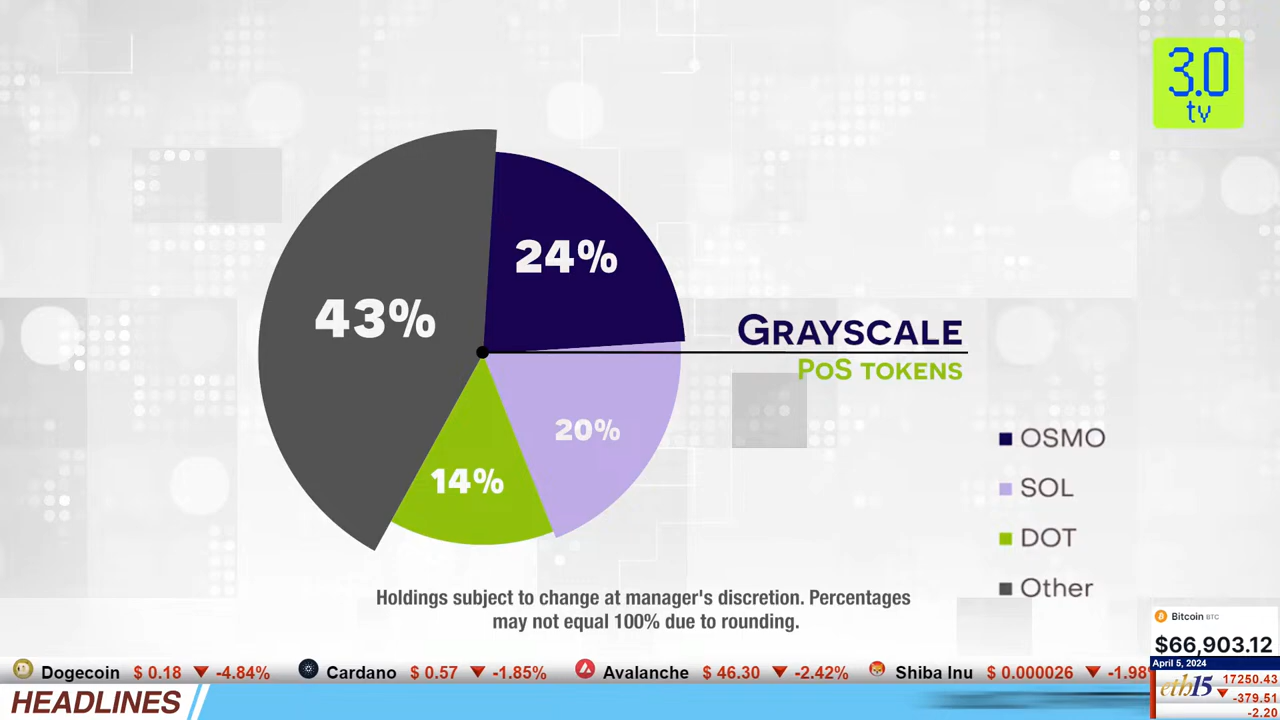 3.0
tv
24%
43%
GRAYSCALE
POS TOKENS
20%
14%
OSMO
SOL
DOT
Other
Holdings subject to change at manager's discretion. Percentages
may not equal 100% due to rounding.
Bitcoin BTC
$66,903.12
April 5, 2024
Dogecoin $ 0.18 -4.84% Cardano $ 0.57 -1.85% Avalanche $ 46.30 -2.42% Shiba Inu $ 0.000026 -1.98
eth15 17250.43
-379.51
-2.20
HEADLINES